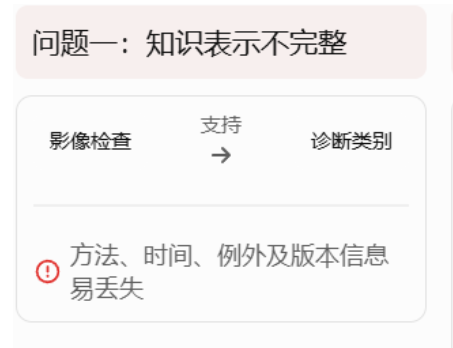 问题一：知识表示不完整
支持
影像检查 → 诊断类别
方法、时间、例外及版本信息
易丢失